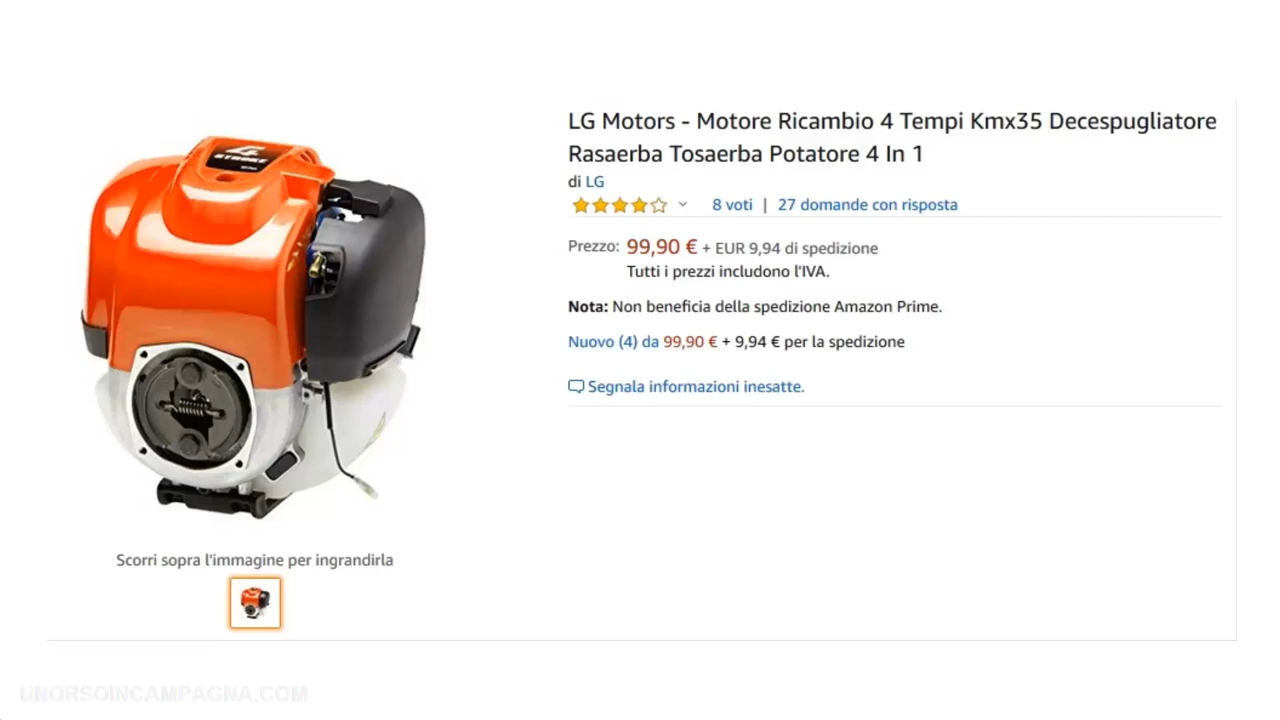 4
STROKE
LG Motors - Motore Ricambio 4 Tempi Kmx35 Decespugliatore
Rasaerba Tosaerba Potatore 4 In 1
di LG
8 voti | 27 domande con risposta
Prezzo: 99,90 € + EUR 9,94 di spedizione
Tutti i prezzi includono l'IVA.
Nota: Non beneficia della spedizione Amazon Prime.
Nuovo (4) da 99,90 € + 9,94 € per la spedizione
Segnala informazioni inesatte.
Scorri sopra l'immagine per ingrandirla
UNORSOINCAMPAGNA.COM